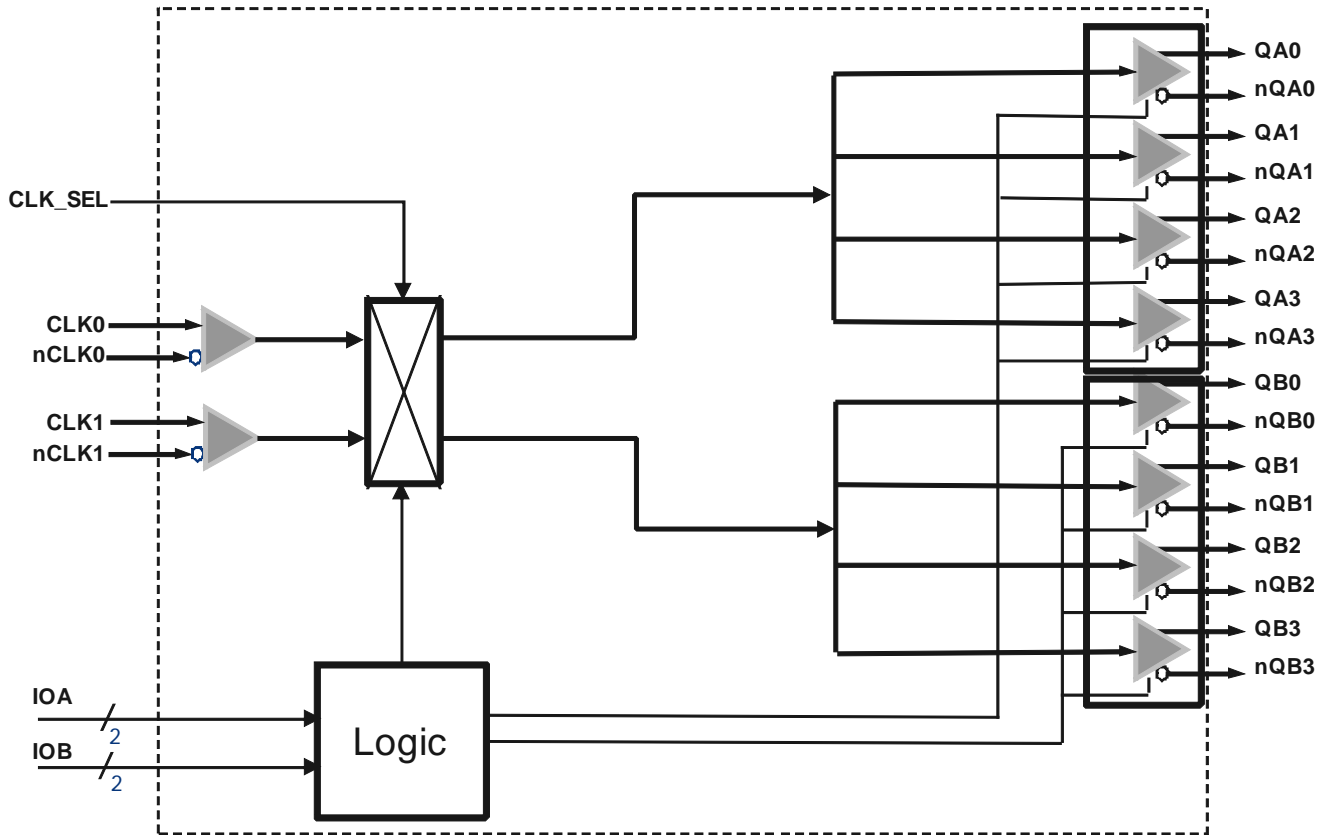 CLK_SEL
CLK0
nCLK0
CLK1
nCLK1
IOA
2
IOB
2
Logic
QA0
nQA0
QA1
nQA1
QA2
nQA2
QA3
nQA3
QB0
nQB0
QB1
nQB1
QB2
nQB2
QB3
nQB3